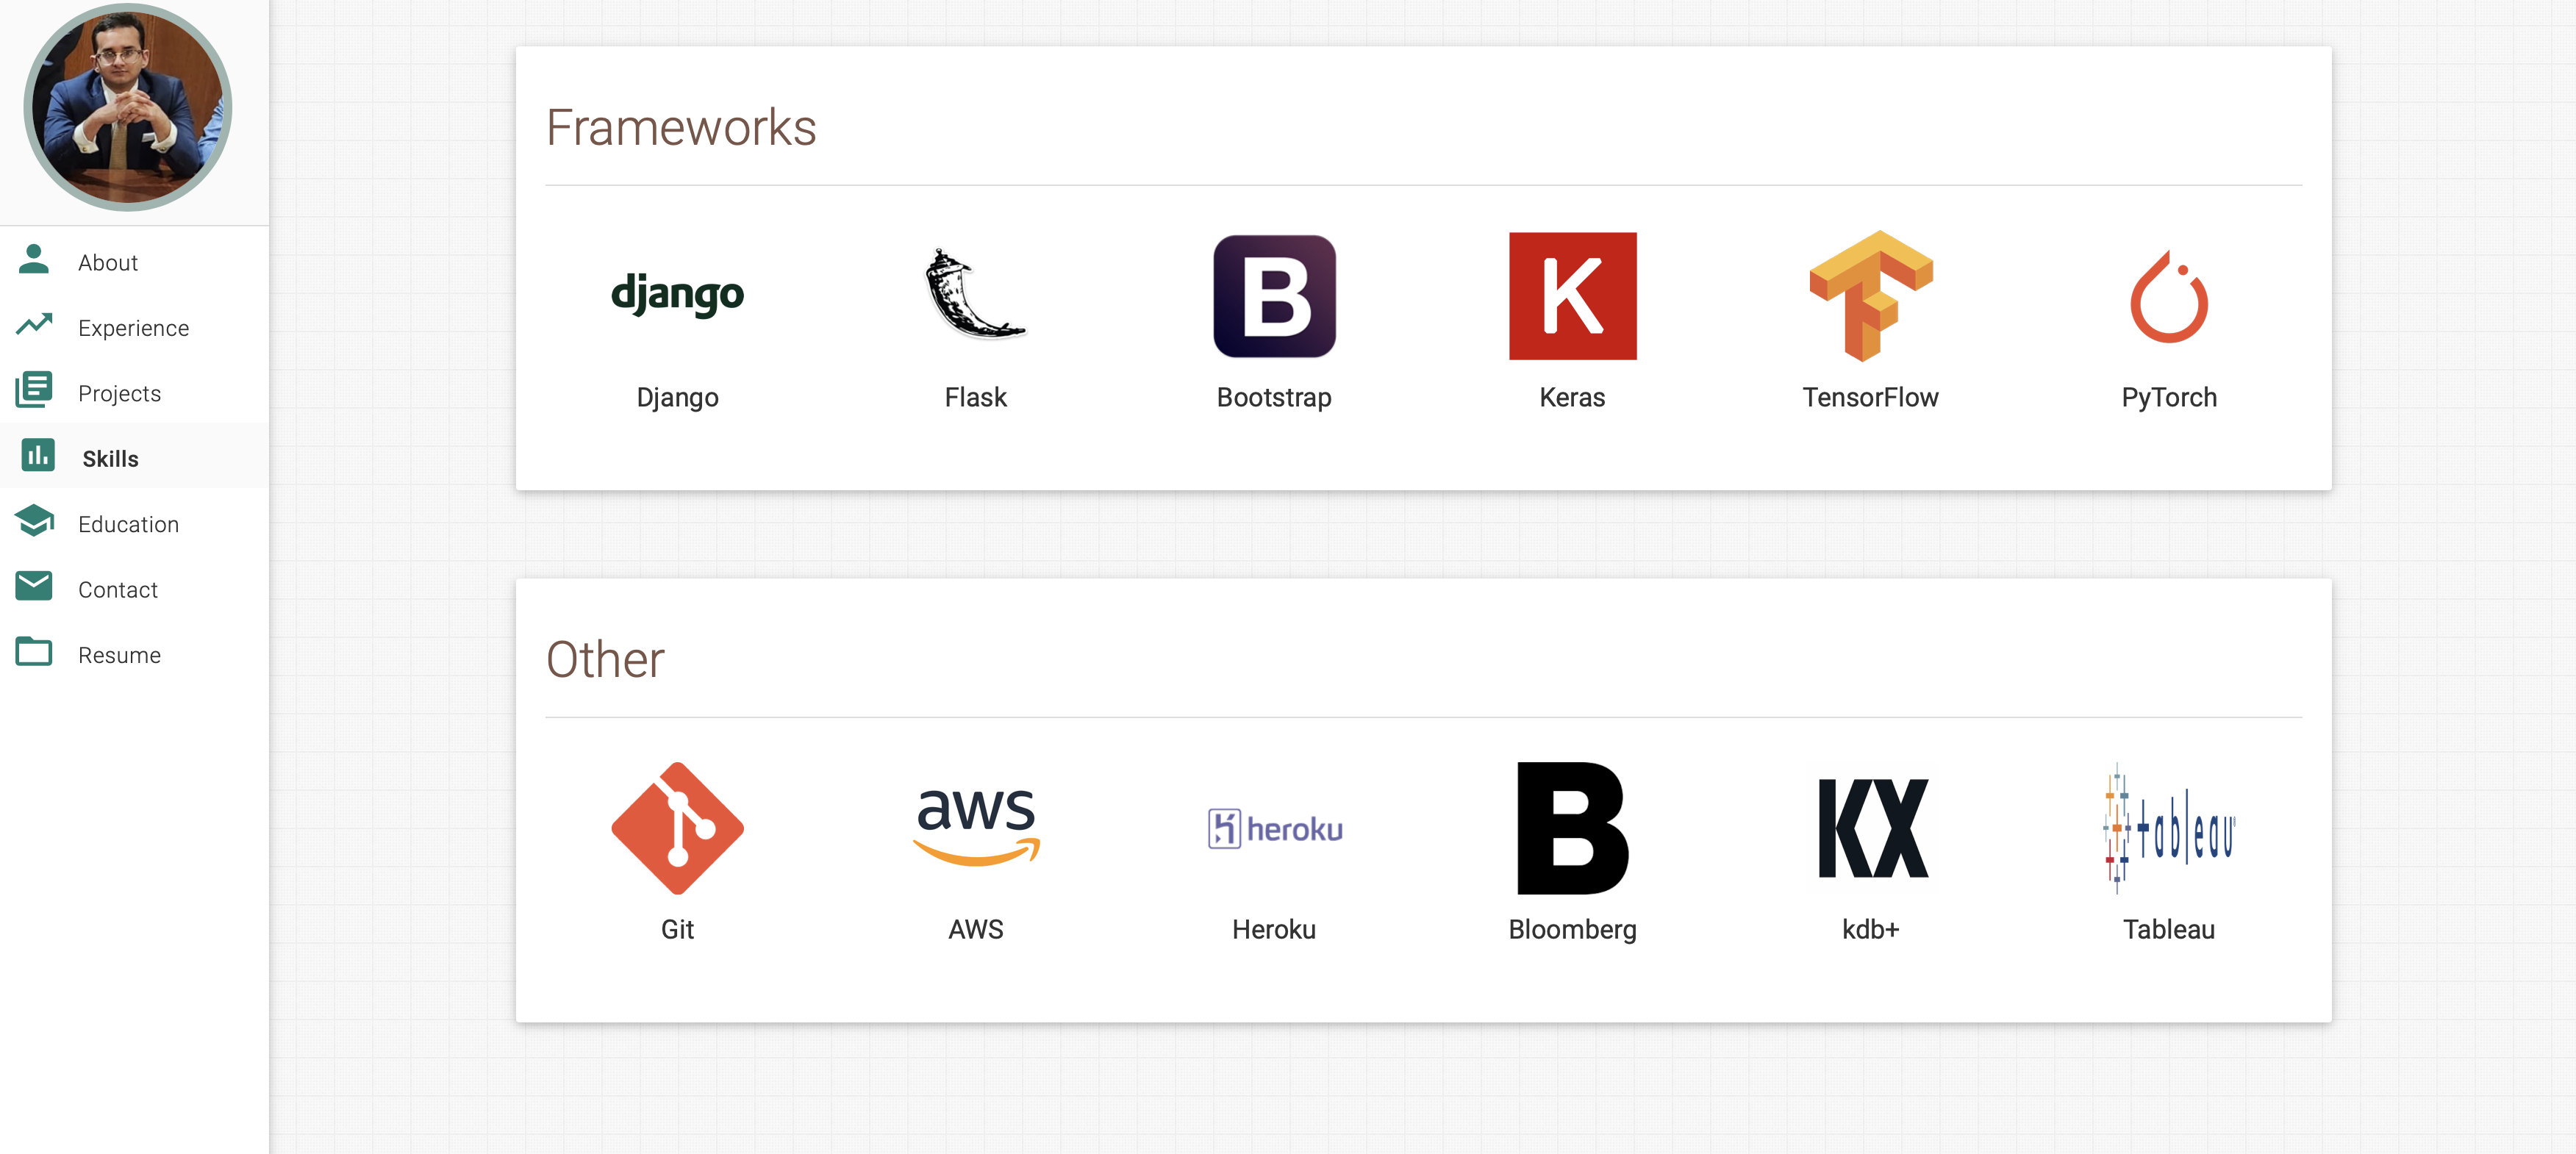 About
Experience
Projects
Skills
Education
Contact
Resume
Frameworks
django
B
K
Django
Flask
Bootstrap
Keras
TensorFlow
PyTorch
Other
aws
heroku
B
KX
tableau
Git
AWS
Heroku
Bloomberg
kdb+
Tableau